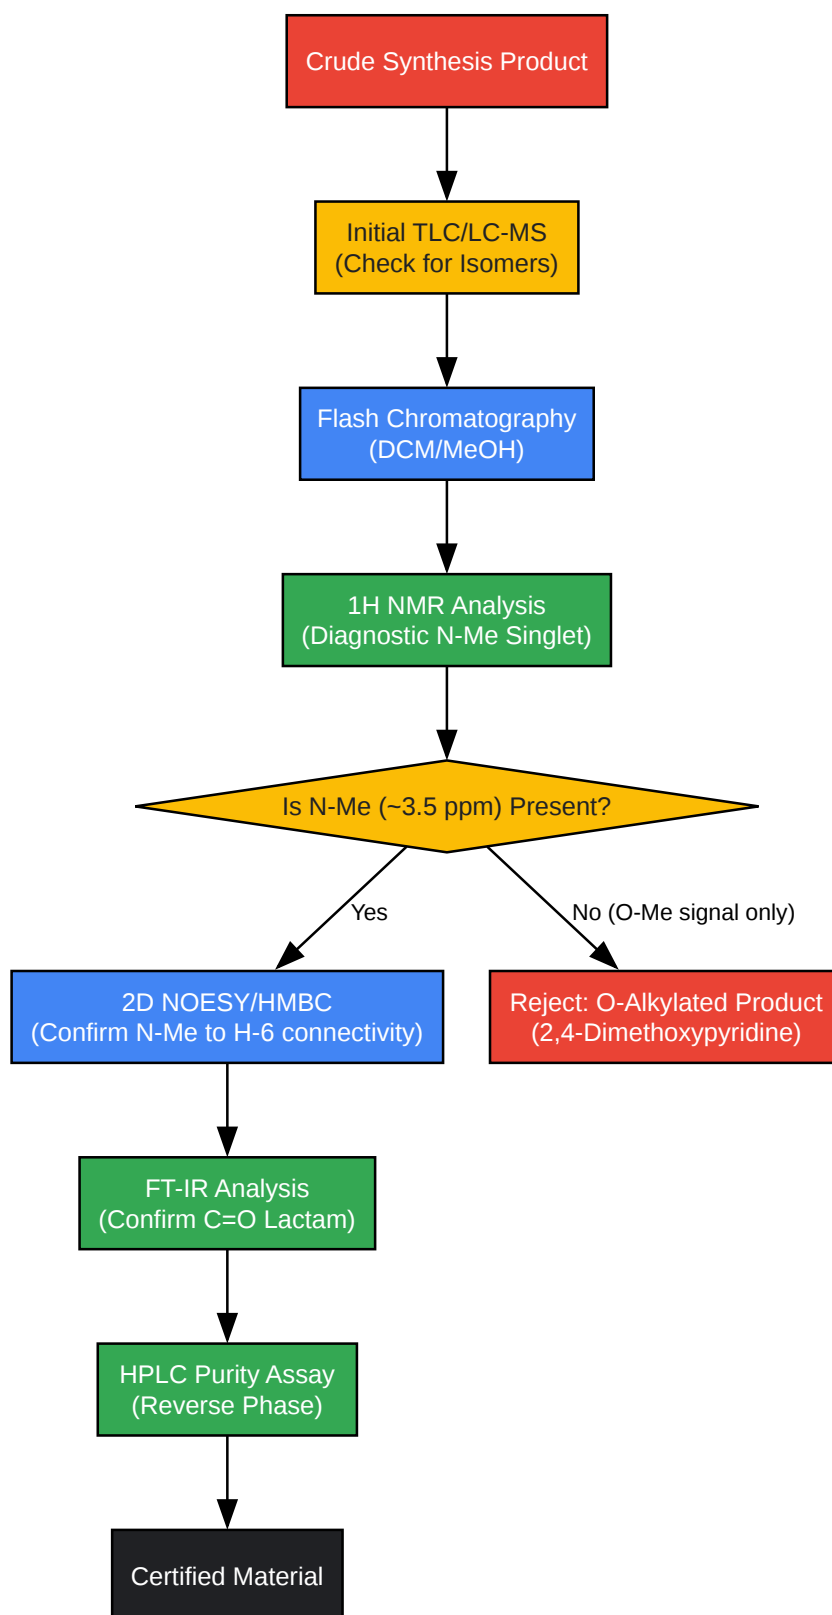 Crude Synthesis Product
Initial TLC/LC-MS
(Check for Isomers)
Flash Chromatography
(DCM/MeOH)
1H NMR Analysis
(Diagnostic N-Me Singlet)
Is N-Me (~3.5 ppm) Present?
Yes
No (O-Me signal only)
2D NOESY/HMBC
(Confirm N-Me to H-6 connectivity)
Reject: O-Alkylated Product
(2,4-Dimethoxypyridine)
FT-IR Analysis
(Confirm C=O Lactam)
HPLC Purity Assay
(Reverse Phase)
Certified Material